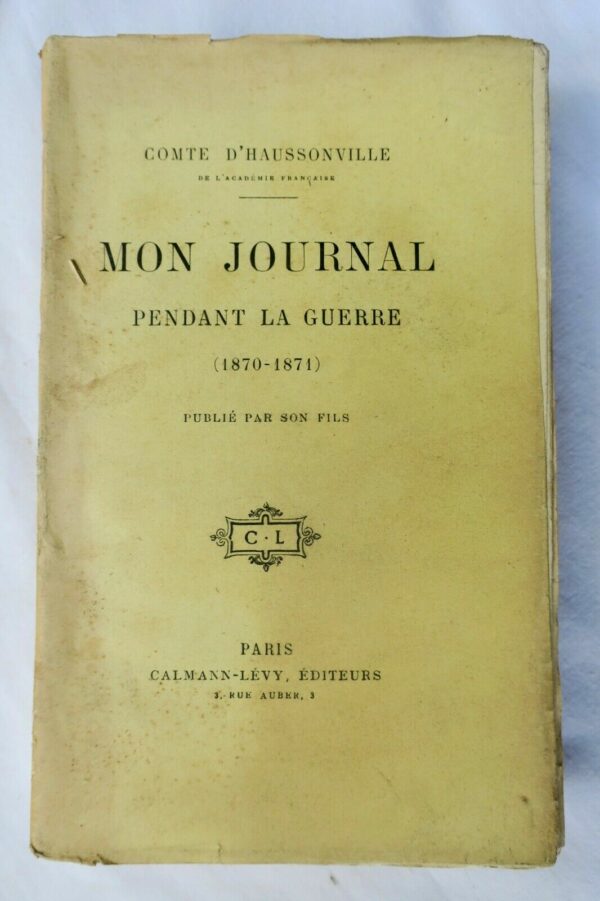 COMTE D'HAUSSONVILLE
DE L'ACADÉMIE FRANÇAISE
MON JOURNAL
PENDANT LA GUERRE
(1870-1871)
PUBLIÉ PAR SON FILS
C · L
PARIS
CALMANN-LÉVY, ÉDITEURS
3, RUE AUBER, 3